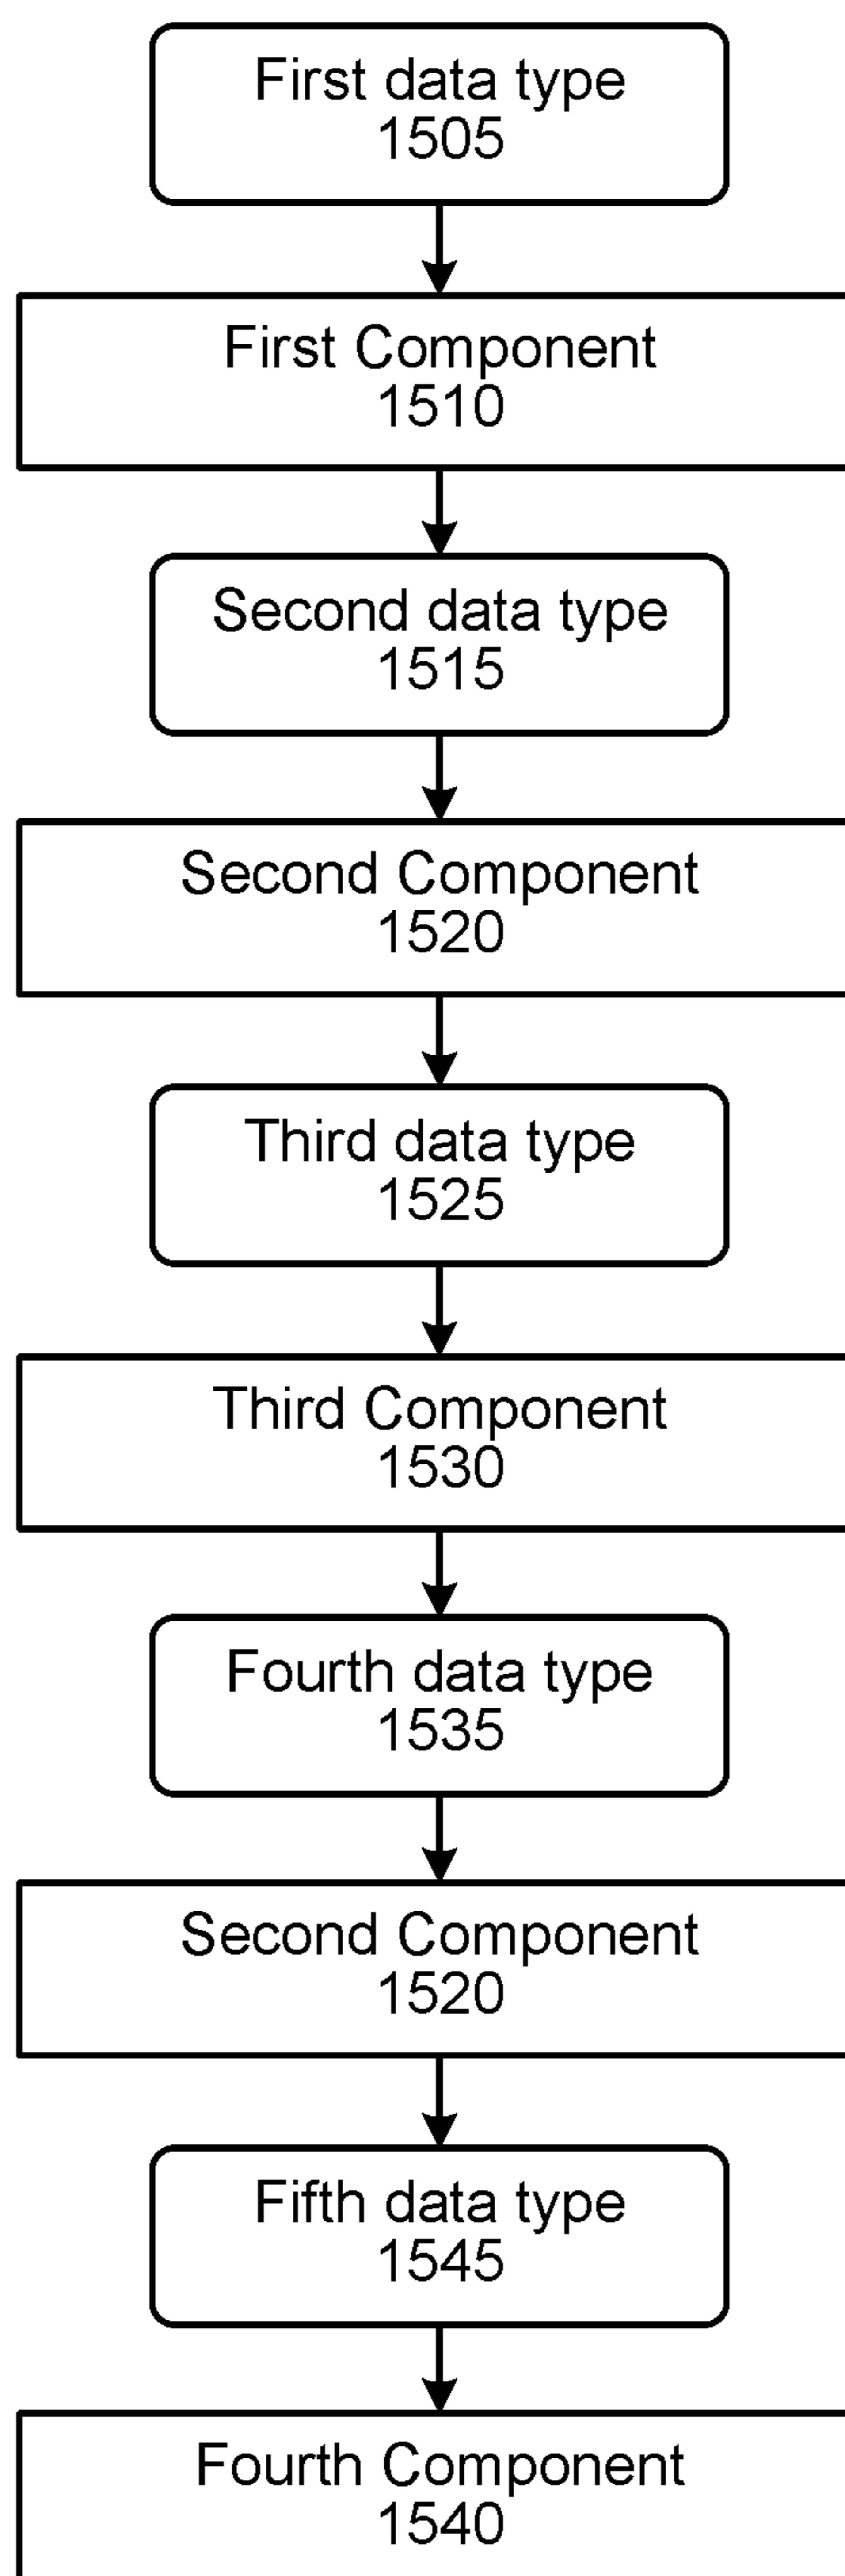 First data type
1505
First Component
1510
Second data type
1515
Second Component
1520
Third data type
1525
Third Component
1530
Fourth data type
1535
Second Component
1520
Fifth data type
1545
Fourth Component
1540